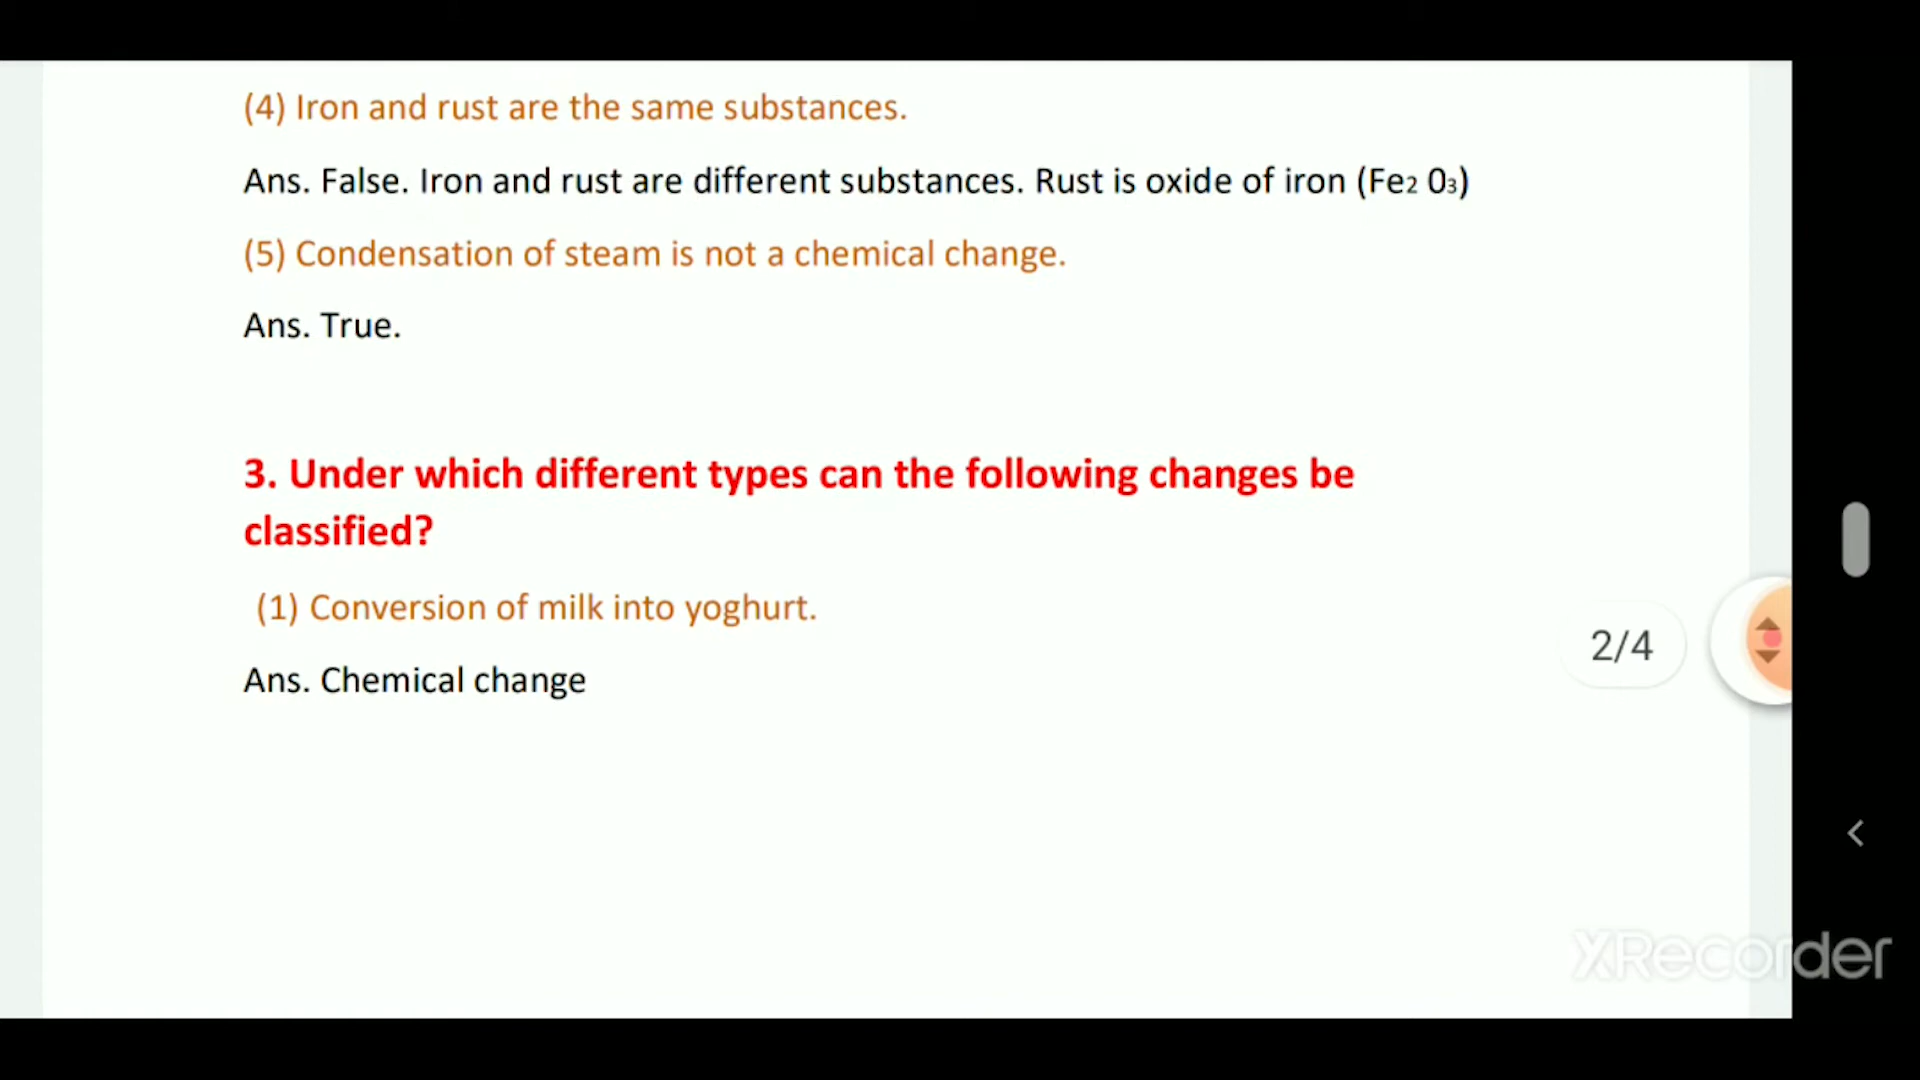 (4) Iron and rust are the same substances.
Ans. False. Iron and rust are different substances. Rust is oxide of iron (Fe2 03)
(5) Condensation of steam is not a chemical change.
Ans. True.
3. Under which different types can the following changes be
classified?
(1) Conversion of milk into yoghurt.
2/4
Ans. Chemical change
XRecorder